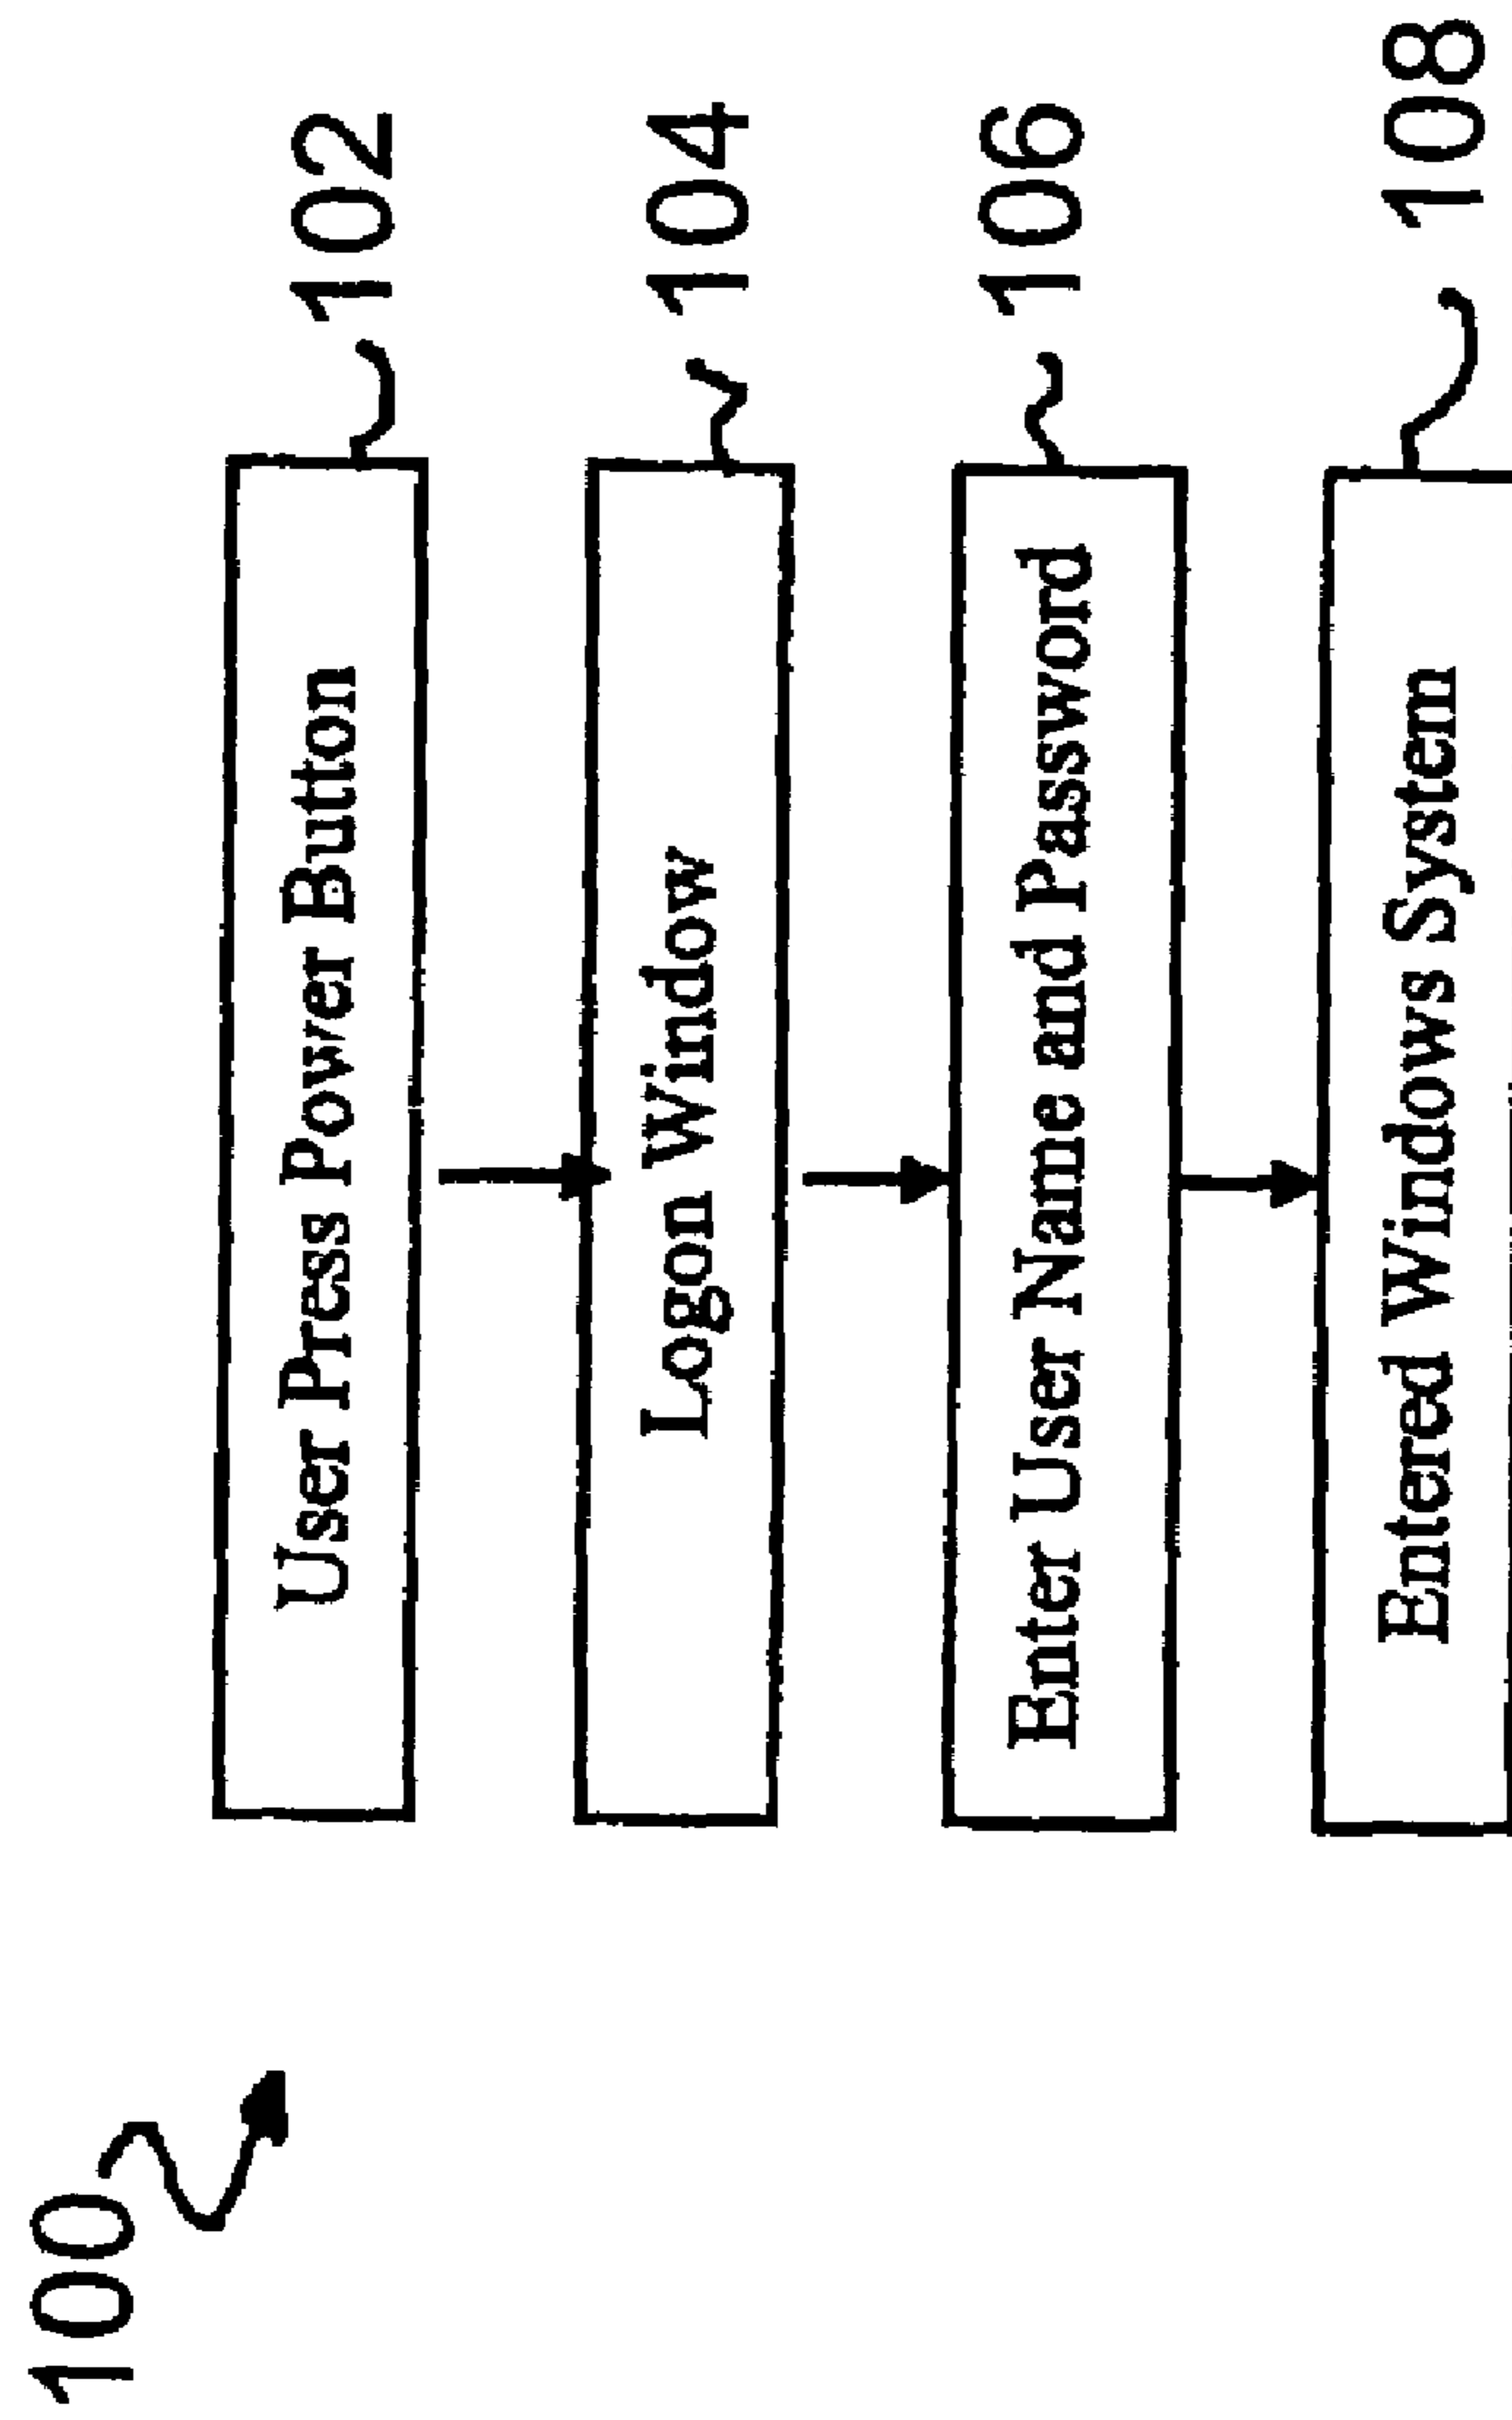 100
User Press Power Button
102
Logon Window
104
Enter User Name and Password
106
Entered Windows System
108